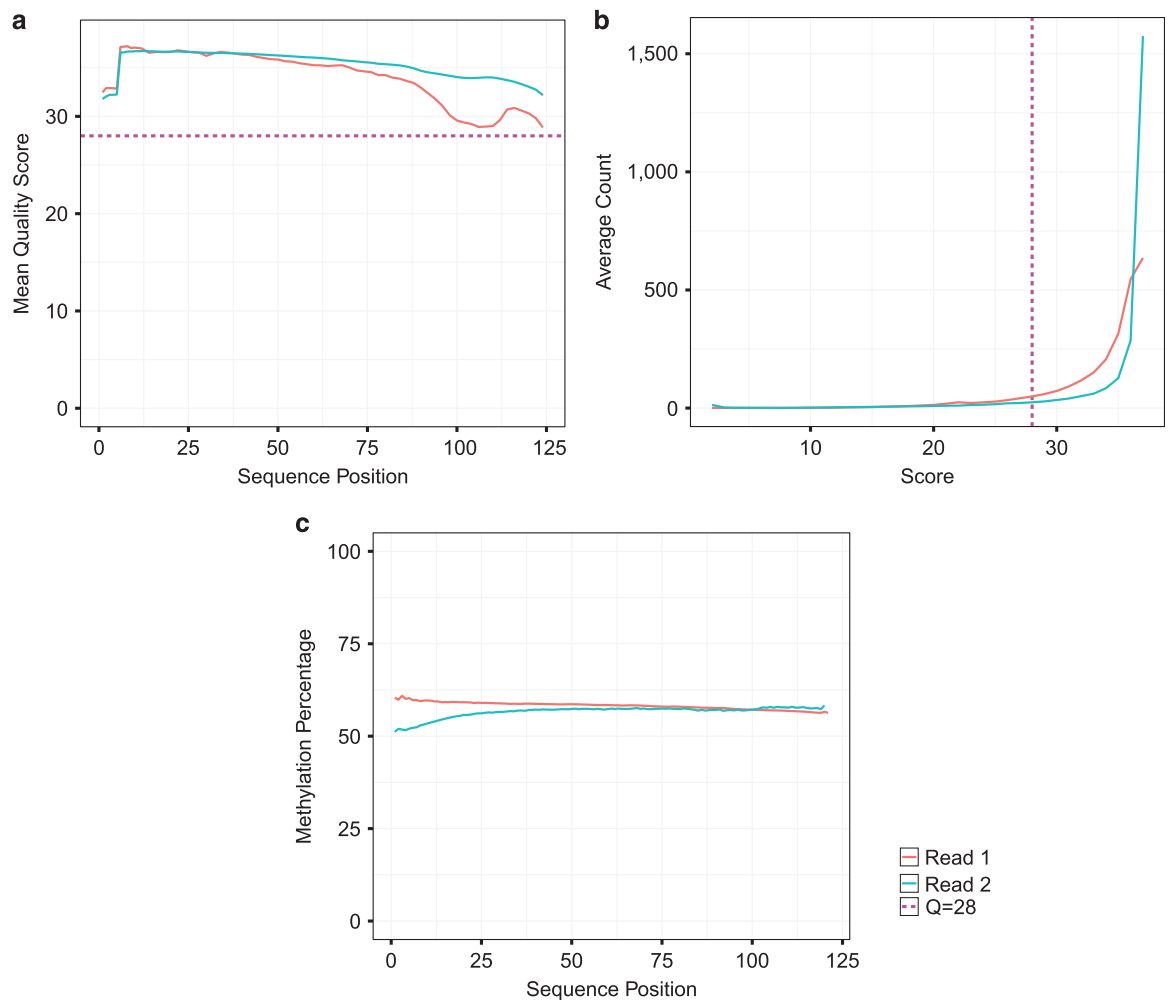 a
Mean Quality Score
30
20
10
0
0 25 50 75 100 125
Sequence Position
b
Average Count
1,500
1,000
500
0
10 20 30
Score
c
Methylation Percentage
100
75
50
25
0
0 25 50 75 100 125
Sequence Position
Read 1
Read 2
Q=28